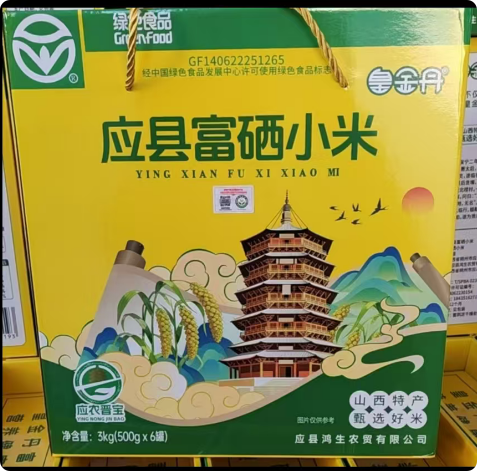 绿色食品
GreenFood
GF140622251265
经中国绿色食品发展中心许可使用绿色食品标志
皇金丹
应县富硒小米
YING XIAN FU XI XIAO MI
应农晋宝
YING NONG JIN BAO
净含量：3kg(500g x 6罐)
图片仅供参考
山西特产
甄选好米
应县鸿生农贸有限公司